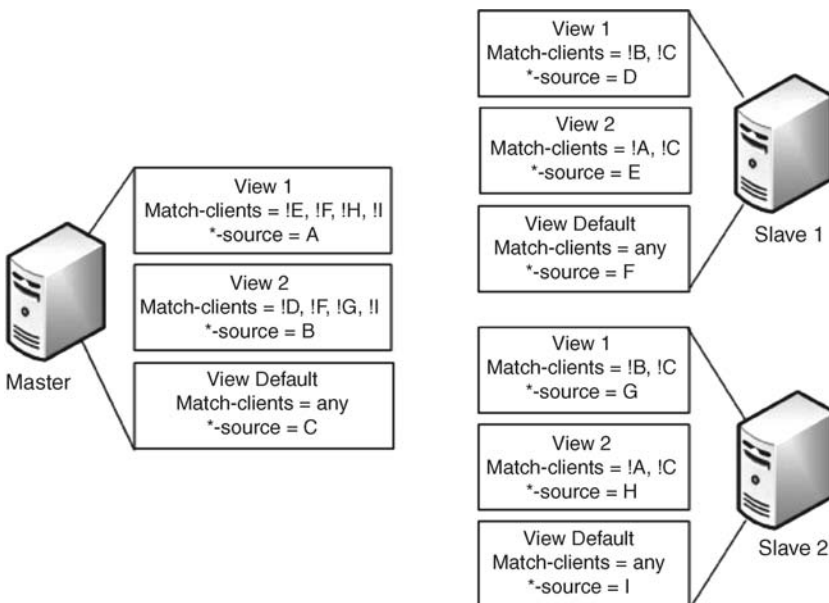 View 1
Match-clients = !E, !F, !H, !I
*-source = A
View 2
Match-clients = !D, !F, !G, !I
*-source = B
View Default
Match-clients = any
*-source = C
Master
View 1
Match-clients = !B, !C
*-source = D
View 2
Match-clients = !A, !C
*-source = E
View Default
Match-clients = any
*-source = F
Slave 1
View 1
Match-clients = !B, !C
*-source = G
View 2
Match-clients = !A, !C
*-source = H
View Default
Match-clients = any
*-source = I
Slave 2